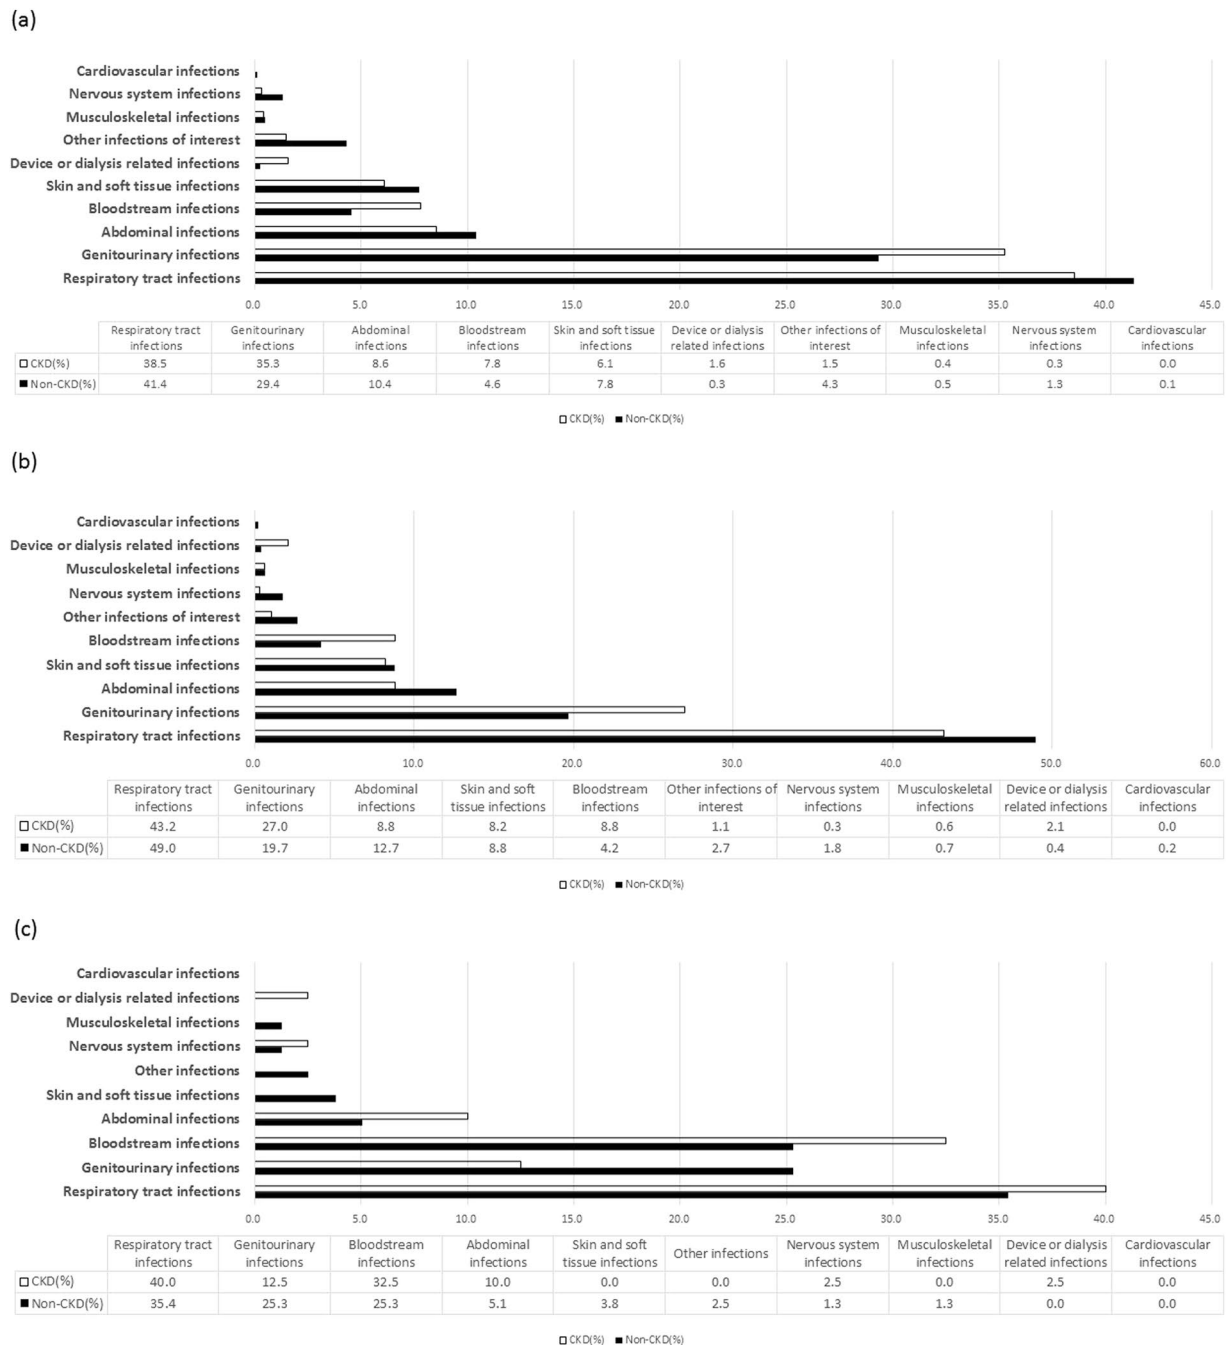 (a)
Cardiovascular infections
Nervous system infections
Musculoskeletal infections
Other infections of interest
Device or dialysis related infections
Skin and soft tissue infections
Bloodstream infections
Abdominal infections
Genitourinary infections
Respiratory tract infections
0.0 5.0 10.0 15.0 20.0 25.0 30.0 35.0 40.0 45.0
Respiratory tract Genitourinary Abdominal Bloodstream Skin and soft tissue Device or dialysis Other infections of Musculoskeletal Nervous system Cardiovascular
infections infections infections infections infections related infections interest infections infections infections
CKD(%) 38.5 35.3 8.6 7.8 6.1 1.6 1.5 0.4 0.3 0.0
Non-CKD(%) 41.4 29.4 10.4 4.6 7.8 0.3 4.3 0.5 1.3 0.1
CKD(%) Non-CKD(%)
(b)
Cardiovascular infections
Device or dialysis related infections
Musculoskeletal infections
Nervous system infections
Other infections of interest
Bloodstream infections
Skin and soft tissue infections
Abdominal infections
Genitourinary infections
Respiratory tract infections
0.0 10.0 20.0 30.0 40.0 50.0 60.0
Respiratory tract Genitourinary Abdominal Skin and soft Bloodstream Other infections of Nervous system Musculoskeletal Device or dialysis Cardiovascular
infections infections infections tissue infections infections interest infections infections related infections infections
CKD(%) 43.2 27.0 8.8 8.2 8.8 1.1 0.3 0.6 2.1 0.0
Non-CKD(%) 49.0 19.7 12.7 8.8 4.2 2.7 1.8 0.7 0.4 0.2
CKD(%) Non-CKD(%)
(c)
Cardiovascular infections
Device or dialysis related infections
Musculoskeletal infections
Nervous system infections
Other infections
Skin and soft tissue infections
Abdominal infections
Bloodstream infections
Genitourinary infections
Respiratory tract infections
0.0 5.0 10.0 15.0 20.0 25.0 30.0 35.0 40.0 45.0
Respiratory tract Genitourinary Bloodstream Abdominal Skin and soft Other infections Nervous system Musculoskeletal Device or dialysis Cardiovascular
infections infections infections infections tissue infections infections infections related infections infections
CKD(%) 40.0 12.5 32.5 10.0 0.0 0.0 2.5 0.0 2.5 0.0
Non-CKD(%) 35.4 25.3 25.3 5.1 3.8 2.5 1.3 1.3 0.0 0.0
CKD(%) Non-CKD(%)